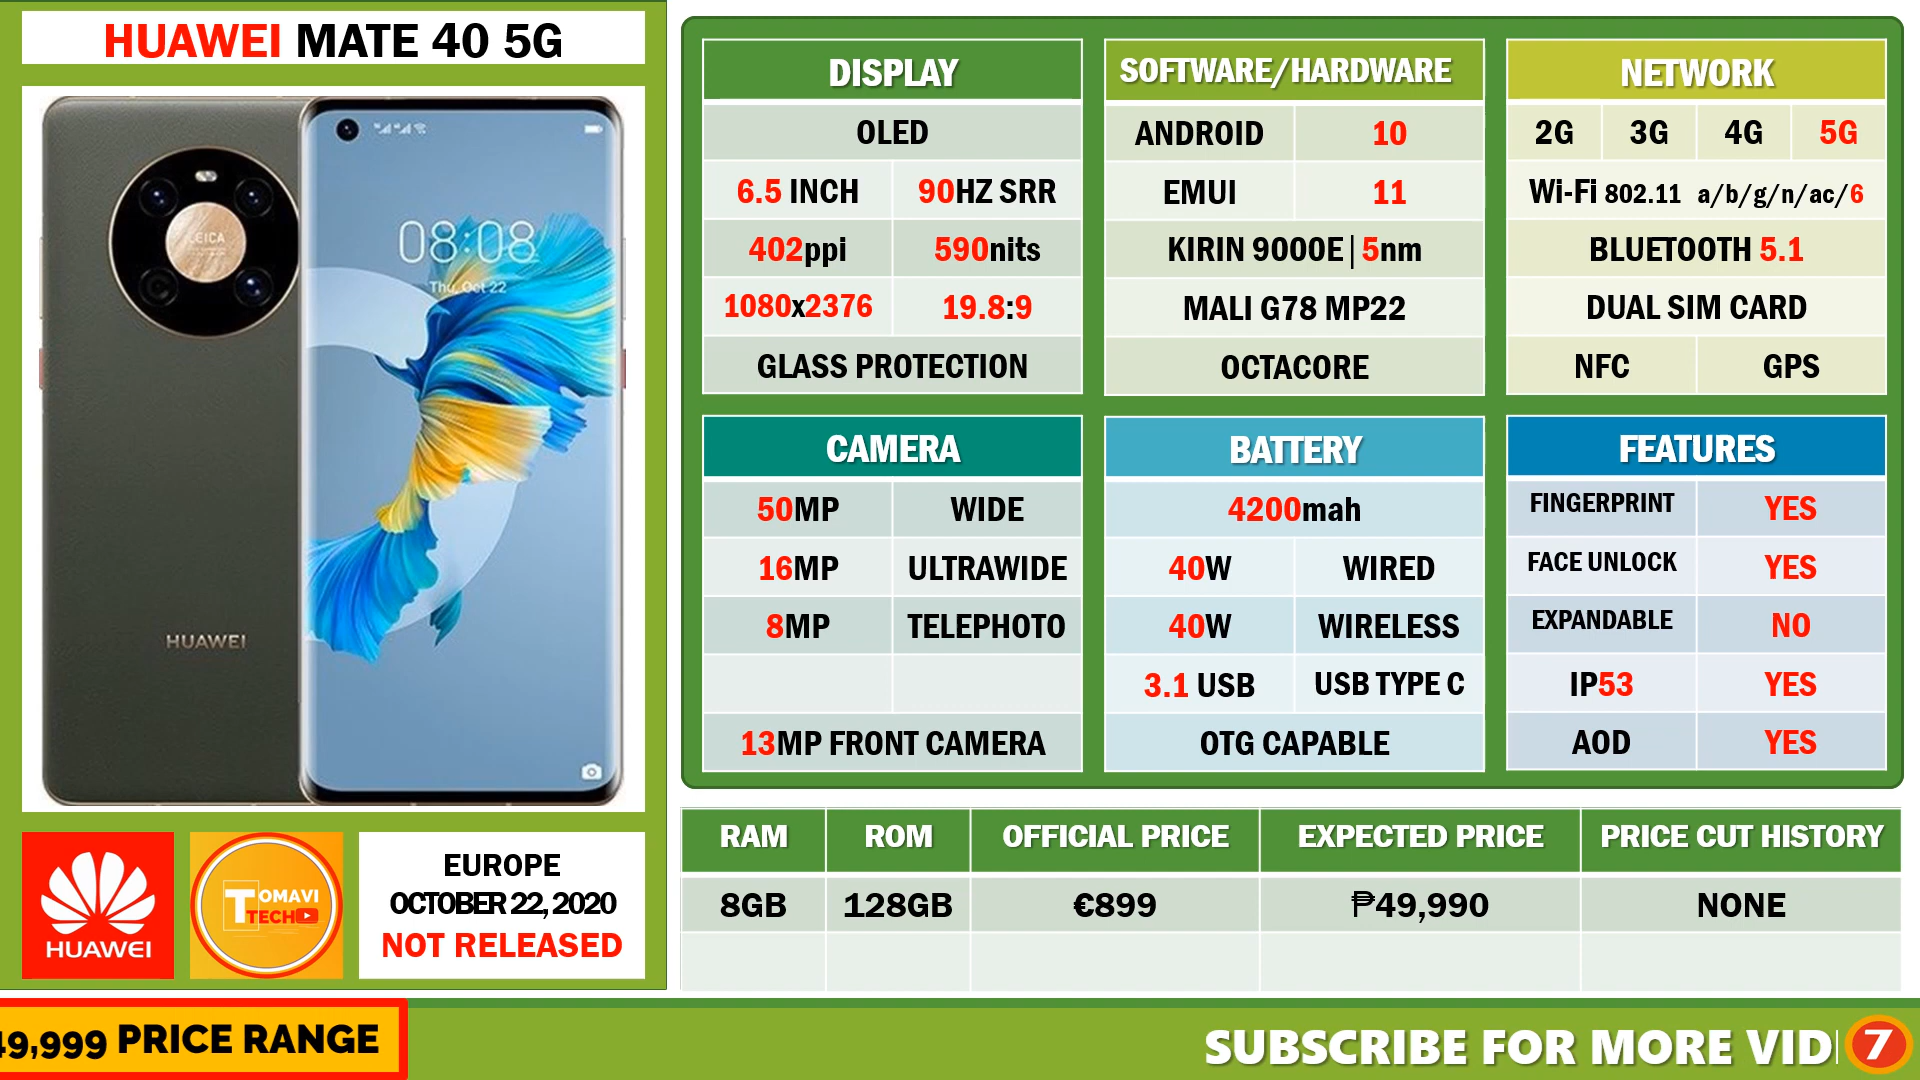 HUAWEI MATE 40 5G
LEICA
08:08
Thu, Oct 22
HUAWEI
HUAWEI
TOMAVI
TECH
EUROPE
OCTOBER 22, 2020
NOT RELEASED
DISPLAY
OLED
6.5 INCH 90HZ SRR
402ppi 590nits
1080x2376 19.8:9
GLASS PROTECTION
SOFTWARE/HARDWARE
ANDROID 10
EMUI 11
KIRIN 9000E|5nm
MALI G78 MP22
OCTACORE
NETWORK
2G 3G 4G 5G
Wi-Fi 802.11 a/b/g/n/ac/6
BLUETOOTH 5.1
DUAL SIM CARD
NFC GPS
CAMERA
50MP WIDE
16MP ULTRAWIDE
8MP TELEPHOTO
13MP FRONT CAMERA
BATTERY
4200mah
40W WIRED
40W WIRELESS
3.1 USB USB TYPE C
OTG CAPABLE
FEATURES
FINGERPRINT YES
FACE UNLOCK YES
EXPANDABLE NO
IP53 YES
AOD YES
RAM ROM OFFICIAL PRICE EXPECTED PRICE PRICE CUT HISTORY
8GB 128GB €899 ₱49,990 NONE
49,999 PRICE RANGE
SUBSCRIBE FOR MORE VID
7